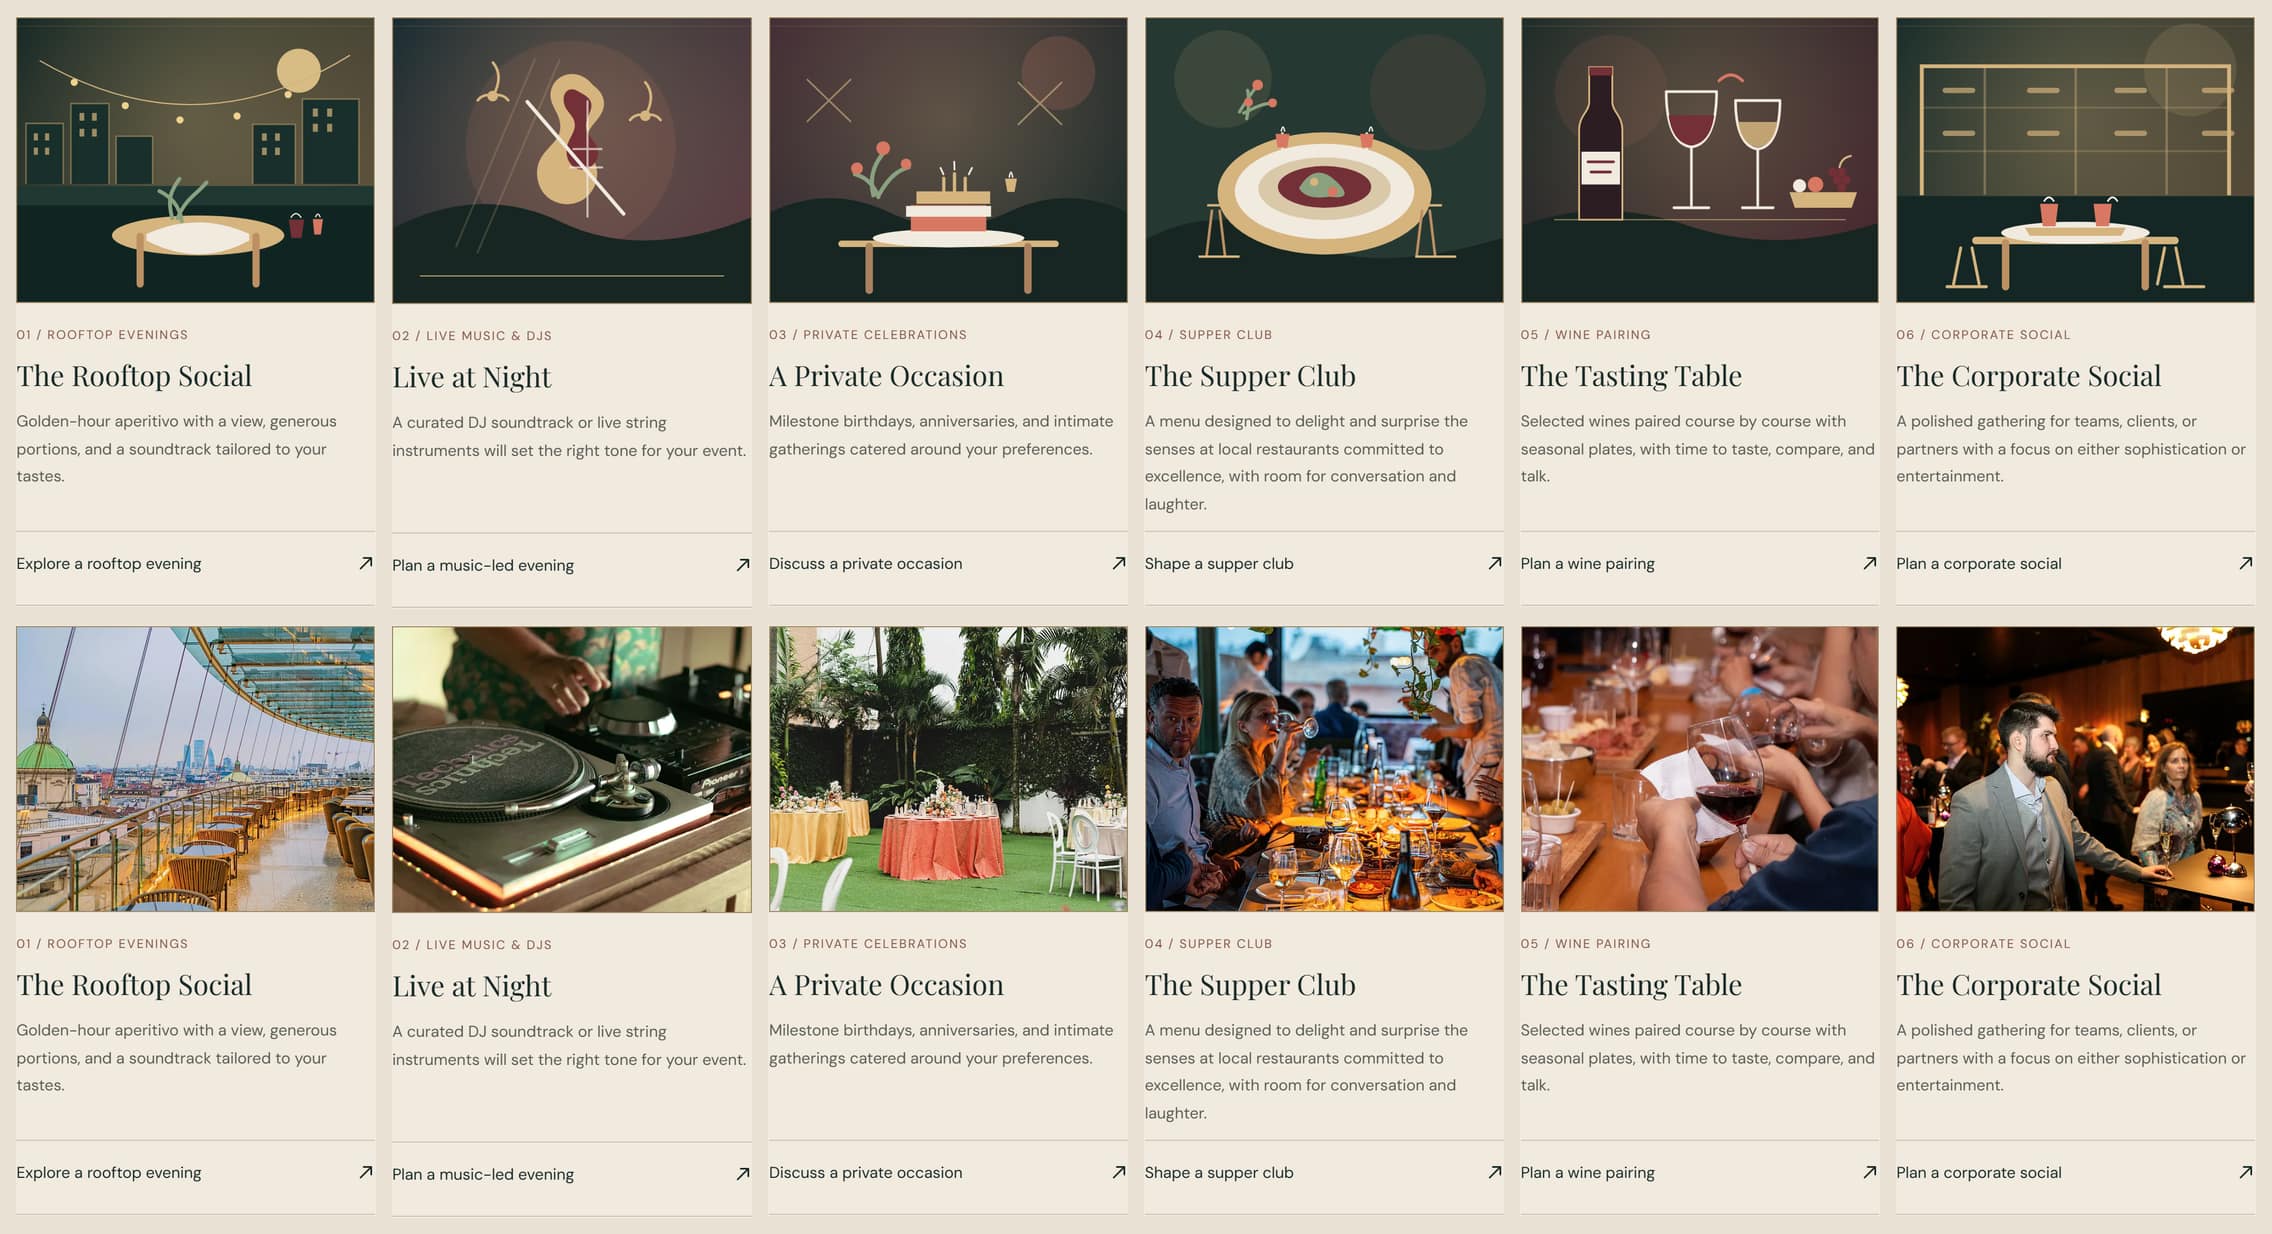 01 / ROOFTOP EVENINGS
The Rooftop Social
Golden-hour aperitivo with a view, generous
portions, and a soundtrack tailored to your
tastes.
Explore a rooftop evening
02 / LIVE MUSIC & DJS
Live at Night
A curated DJ soundtrack or live string
instruments will set the right tone for your event.
Plan a music-led evening
03 / PRIVATE CELEBRATIONS
A Private Occasion
Milestone birthdays, anniversaries, and intimate
gatherings catered around your preferences.
Discuss a private occasion
04 / SUPPER CLUB
The Supper Club
A menu designed to delight and surprise the
senses at local restaurants committed to
excellence, with room for conversation and
laughter.
Shape a supper club
05 / WINE PAIRING
The Tasting Table
Selected wines paired course by course with
seasonal plates, with time to taste, compare, and
talk.
Plan a wine pairing
06 / CORPORATE SOCIAL
The Corporate Social
A polished gathering for teams, clients, or
partners with a focus on either sophistication or
entertainment.
Plan a corporate social
01 / ROOFTOP EVENINGS
The Rooftop Social
Golden-hour aperitivo with a view, generous
portions, and a soundtrack tailored to your
tastes.
Explore a rooftop evening
Technics
Technics
Pioneer
02 / LIVE MUSIC & DJS
Live at Night
A curated DJ soundtrack or live string
instruments will set the right tone for your event.
Plan a music-led evening
03 / PRIVATE CELEBRATIONS
A Private Occasion
Milestone birthdays, anniversaries, and intimate
gatherings catered around your preferences.
Discuss a private occasion
04 / SUPPER CLUB
The Supper Club
A menu designed to delight and surprise the
senses at local restaurants committed to
excellence, with room for conversation and
laughter.
Shape a supper club
05 / WINE PAIRING
The Tasting Table
Selected wines paired course by course with
seasonal plates, with time to taste, compare, and
talk.
Plan a wine pairing
06 / CORPORATE SOCIAL
The Corporate Social
A polished gathering for teams, clients, or
partners with a focus on either sophistication or
entertainment.
Plan a corporate social